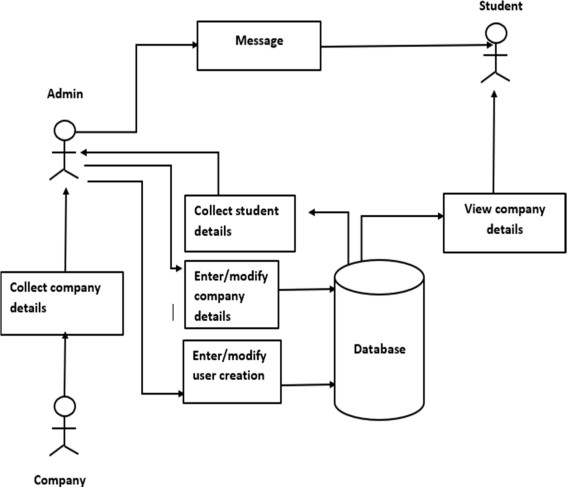 Student
Message
Admin
Collect student
details
View company
details
Collect company
details
Enter/modify
company
details
Database
Enter/modify
user creation
Company